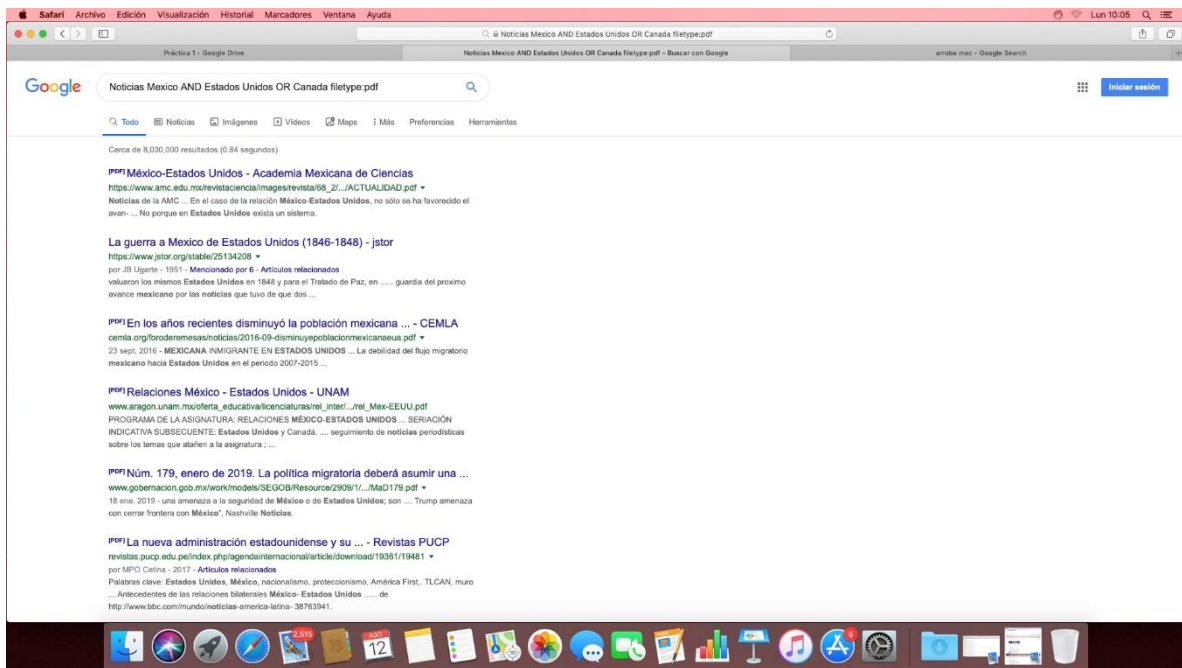 Safari Archivo Edición Visualización Historial Marcadores Ventana Ayuda Lun 10:05
Noticias Mexico AND Estados Unidos OR Canada filetype:pdf
Práctica 1 - Google Drive Noticias Mexico AND Estados Unidos OR Canada filetype:pdf - Buscar con Google arroba mac - Google Search
Google Noticias Mexico AND Estados Unidos OR Canada filetype:pdf Iniciar sesión
Todo Noticias Imágenes Vídeos Maps Más Preferencias Herramientas
Cerca de 8,030,000 resultados (0.84 segundos)
[PDF] México-Estados Unidos - Academia Mexicana de Ciencias
https://www.amc.edu.mx/revistaciencia/images/revista/68_2/.../ACTUALIDAD.pdf
Noticias de la AMC ... En el caso de la relación México-Estados Unidos, no sólo se ha favorecido el
avan- ... No porque en Estados Unidos exista un sistema.
La guerra a Mexico de Estados Unidos (1846-1848) - jstor
https://www.jstor.org/stable/25134208
por JB Ugarte - 1951 - Mencionado por 6 - Artículos relacionados
valuaron los mismos Estados Unidos en 1848 y para el Tratado de Paz, en ...... guardia del proximo
avance mexicano por las noticias que tuvo de que dos ...
[PDF] En los años recientes disminuyó la población mexicana ... - CEMLA
cemla.org/foroderemesas/noticias/2016-09-disminuyepoblacionmexicanaeua.pdf
23 sept. 2016 - MEXICANA INMIGRANTE EN ESTADOS UNIDOS ... La debilidad del flujo migratorio
mexicano hacia Estados Unidos en el periodo 2007-2015 ...
[PDF] Relaciones México - Estados Unidos - UNAM
www.aragon.unam.mx/oferta_educativa/licenciaturas/rel_inter/.../rel_Mex-EEUU.pdf
PROGRAMA DE LA ASIGNATURA: RELACIONES MÉXICO-ESTADOS UNIDOS ... SERIACIÓN
INDICATIVA SUBSECUENTE: Estados Unidos y Canadá. .... seguimiento de noticias periodísticas
sobre los temas que atañen a la asignatura ; ...
[PDF] Núm. 179, enero de 2019. La política migratoria deberá asumir una ...
www.gobernacion.gob.mx/work/models/SEGOB/Resource/2909/1/.../MaD179.pdf
18 ene. 2019 - una amenaza a la seguridad de México o de Estados Unidos; son .... Trump amenaza
con cerrar frontera con México", Nashville Noticias.
[PDF] La nueva administración estadounidense y su ... - Revistas PUCP
revistas.pucp.edu.pe/index.php/agendainternacional/article/download/19361/19481
por MPO Cetina - 2017 - Artículos relacionados
Palabras clave: Estados Unidos, México, nacionalismo, proteccionismo, América First,. TLCAN, muro
... Antecedentes de las relaciones bilaterales México- Estados Unidos ...... de
http://www.bbc.com/mundo/noticias-america-latina- 38763941.
2,515
AGO
12
5